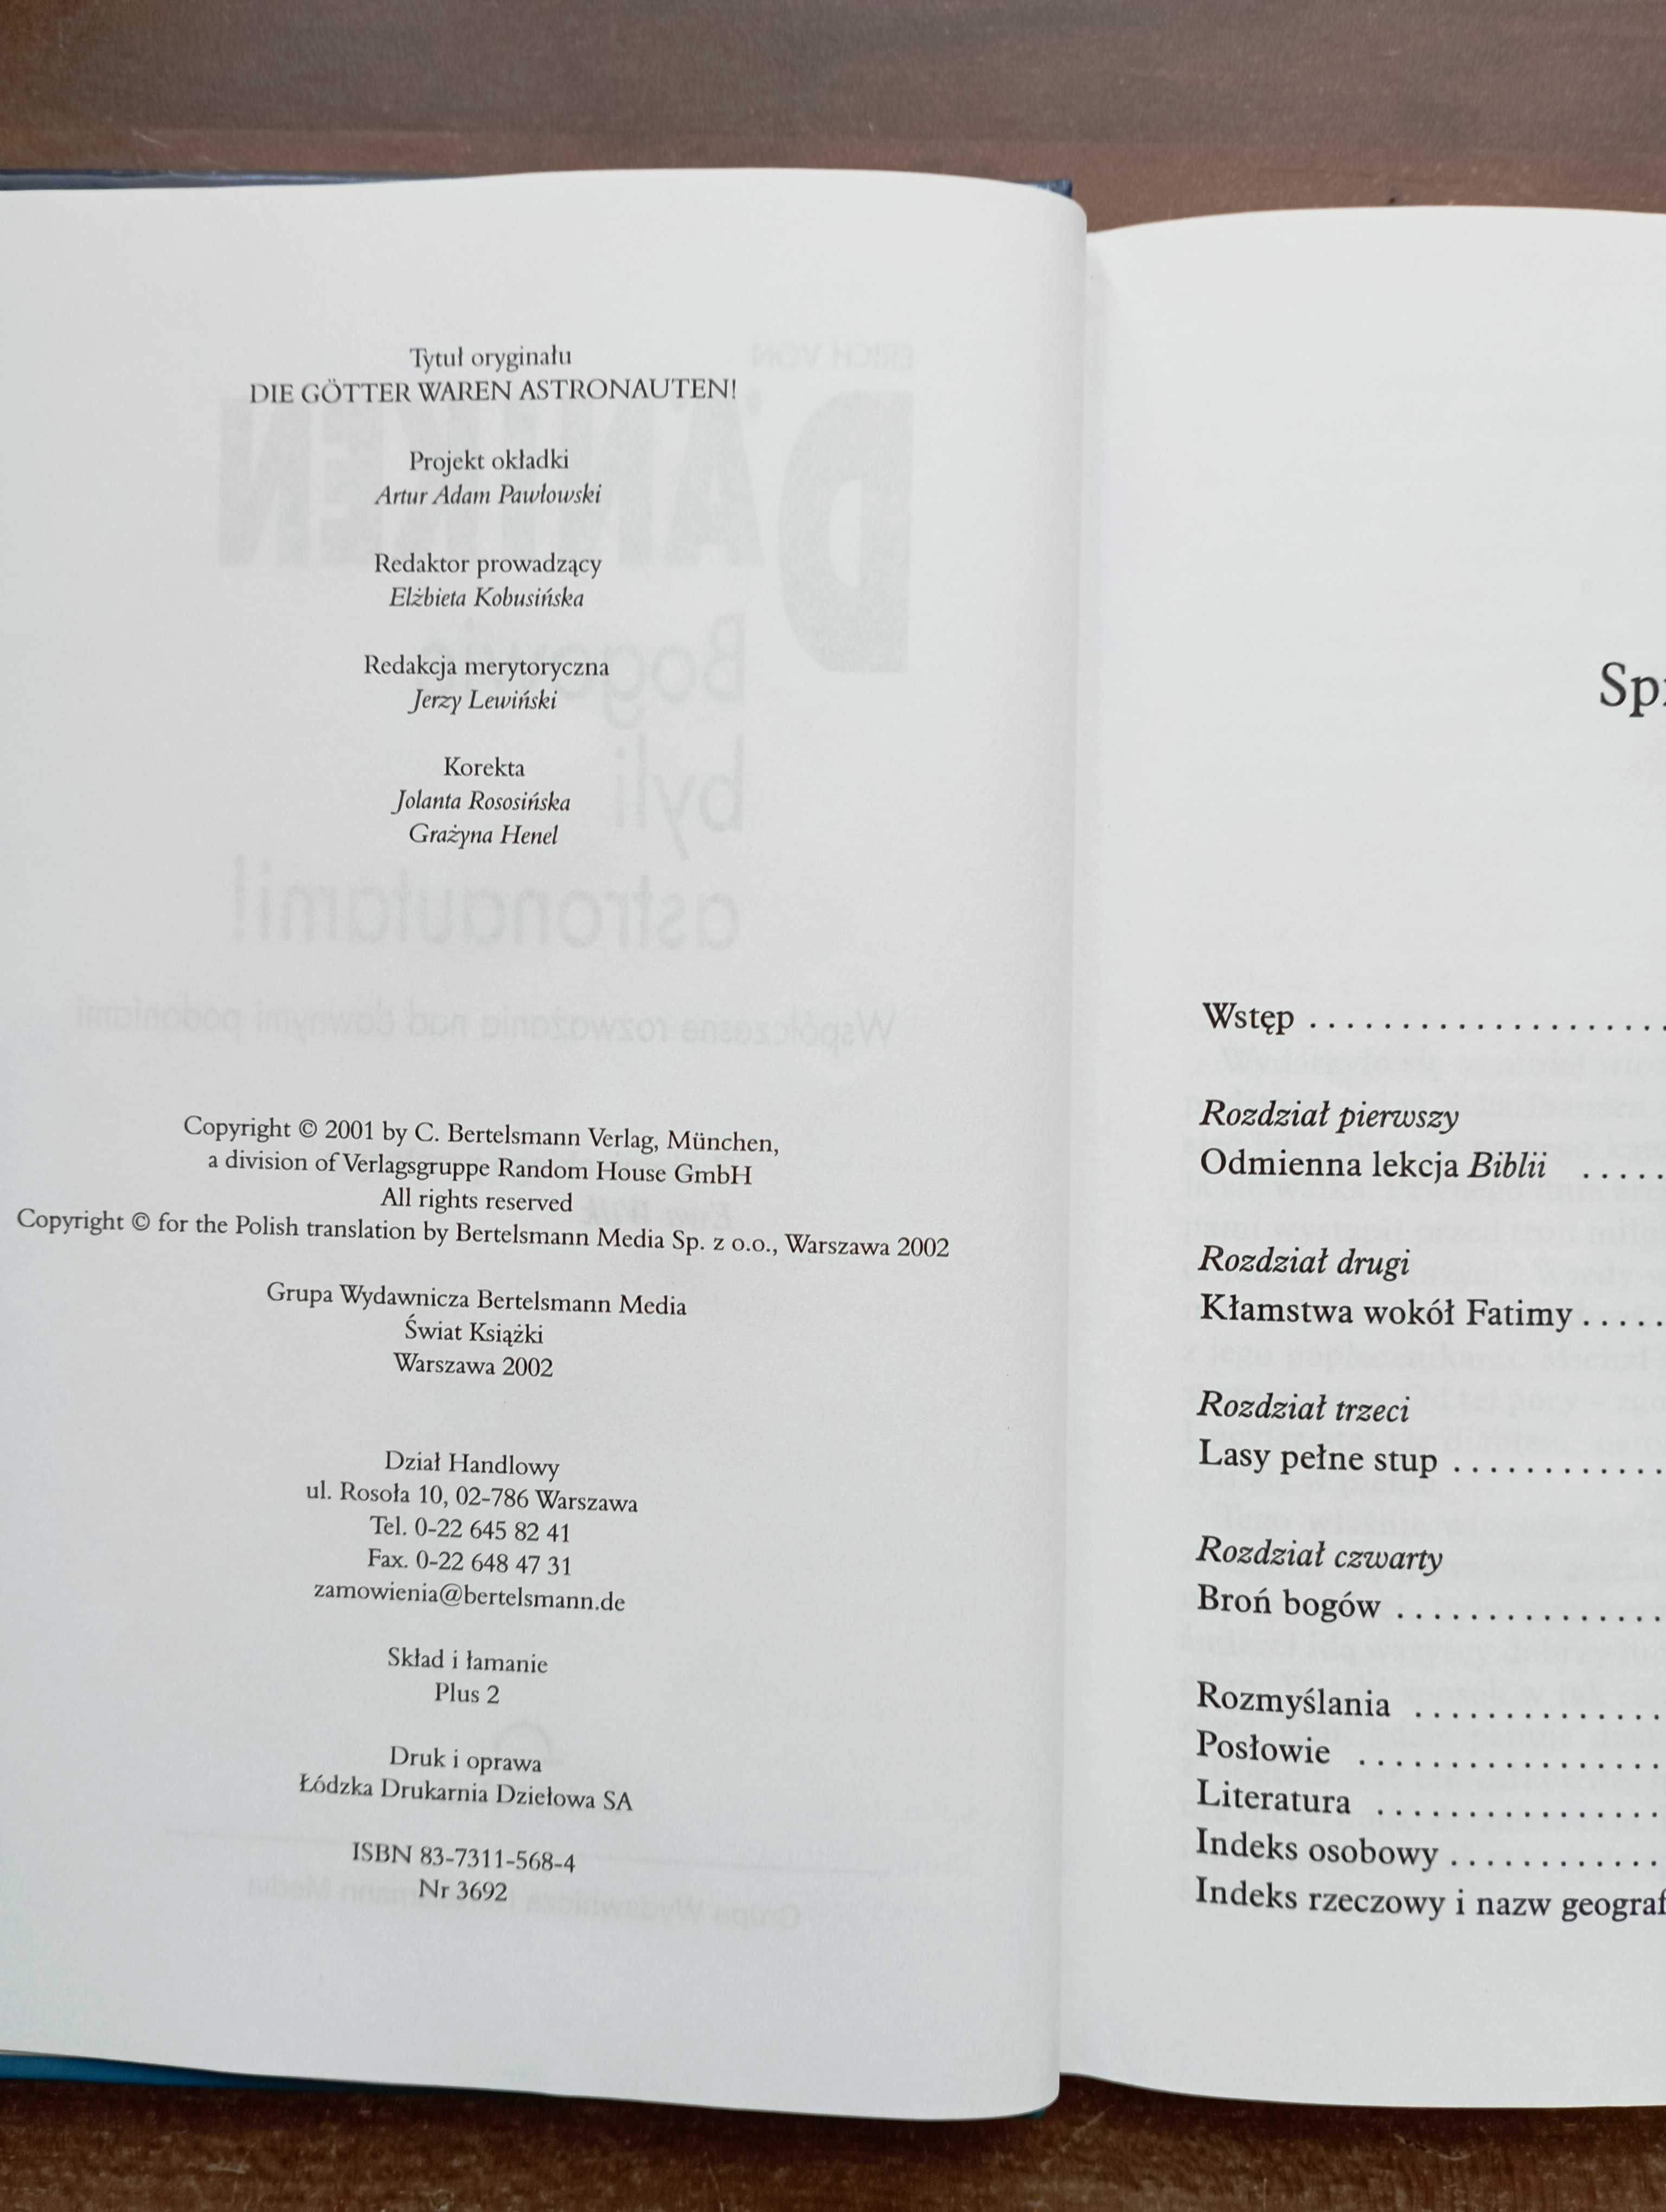 Tytuł oryginału
DIE GÖTTER WAREN ASTRONAUTEN!
Projekt okładki
Artur Adam Pawłowski
Redaktor prowadzący
Elżbieta Kobusińska
Redakcja merytoryczna
Jerzy Lewiński
Korekta
Jolanta Rososińska
Grażyna Henel
Copyright © 2001 by C. Bertelsmann Verlag, München,
a division of Verlagsgruppe Random House GmbH
All rights reserved
Copyright © for the Polish translation by Bertelsmann Media Sp. z o.o., Warszawa 2002
Grupa Wydawnicza Bertelsmann Media
Świat Książki
Warszawa 2002
Dział Handlowy
ul. Rosoła 10, 02-786 Warszawa
Tel. 0-22 645 82 41
Fax. 0-22 648 47 31
zamowienia@bertelsmann.de
Skład i łamanie
Plus 2
Druk i oprawa
Łódzka Drukarnia Dziełowa SA
ISBN 83-7311-568-4
Nr 3692
Wstęp . . . . . . . . . . . . . . . . . . . .
Rozdział pierwszy
Odmienna lekcja Biblii . . . . .
Rozdział drugi
Kłamstwa wokół Fatimy . . . . .
Rozdział trzeci
Lasy pełne stup . . . . . . . . . . . .
Rozdział czwarty
Broń bogów . . . . . . . . . . . . . . .
Rozmyślania . . . . . . . . . . . . . .
Posłowie . . . . . . . . . . . . . . . . .
Literatura . . . . . . . . . . . . . . . .
Indeks osobowy . . . . . . . . . . . .
Indeks rzeczowy i nazw